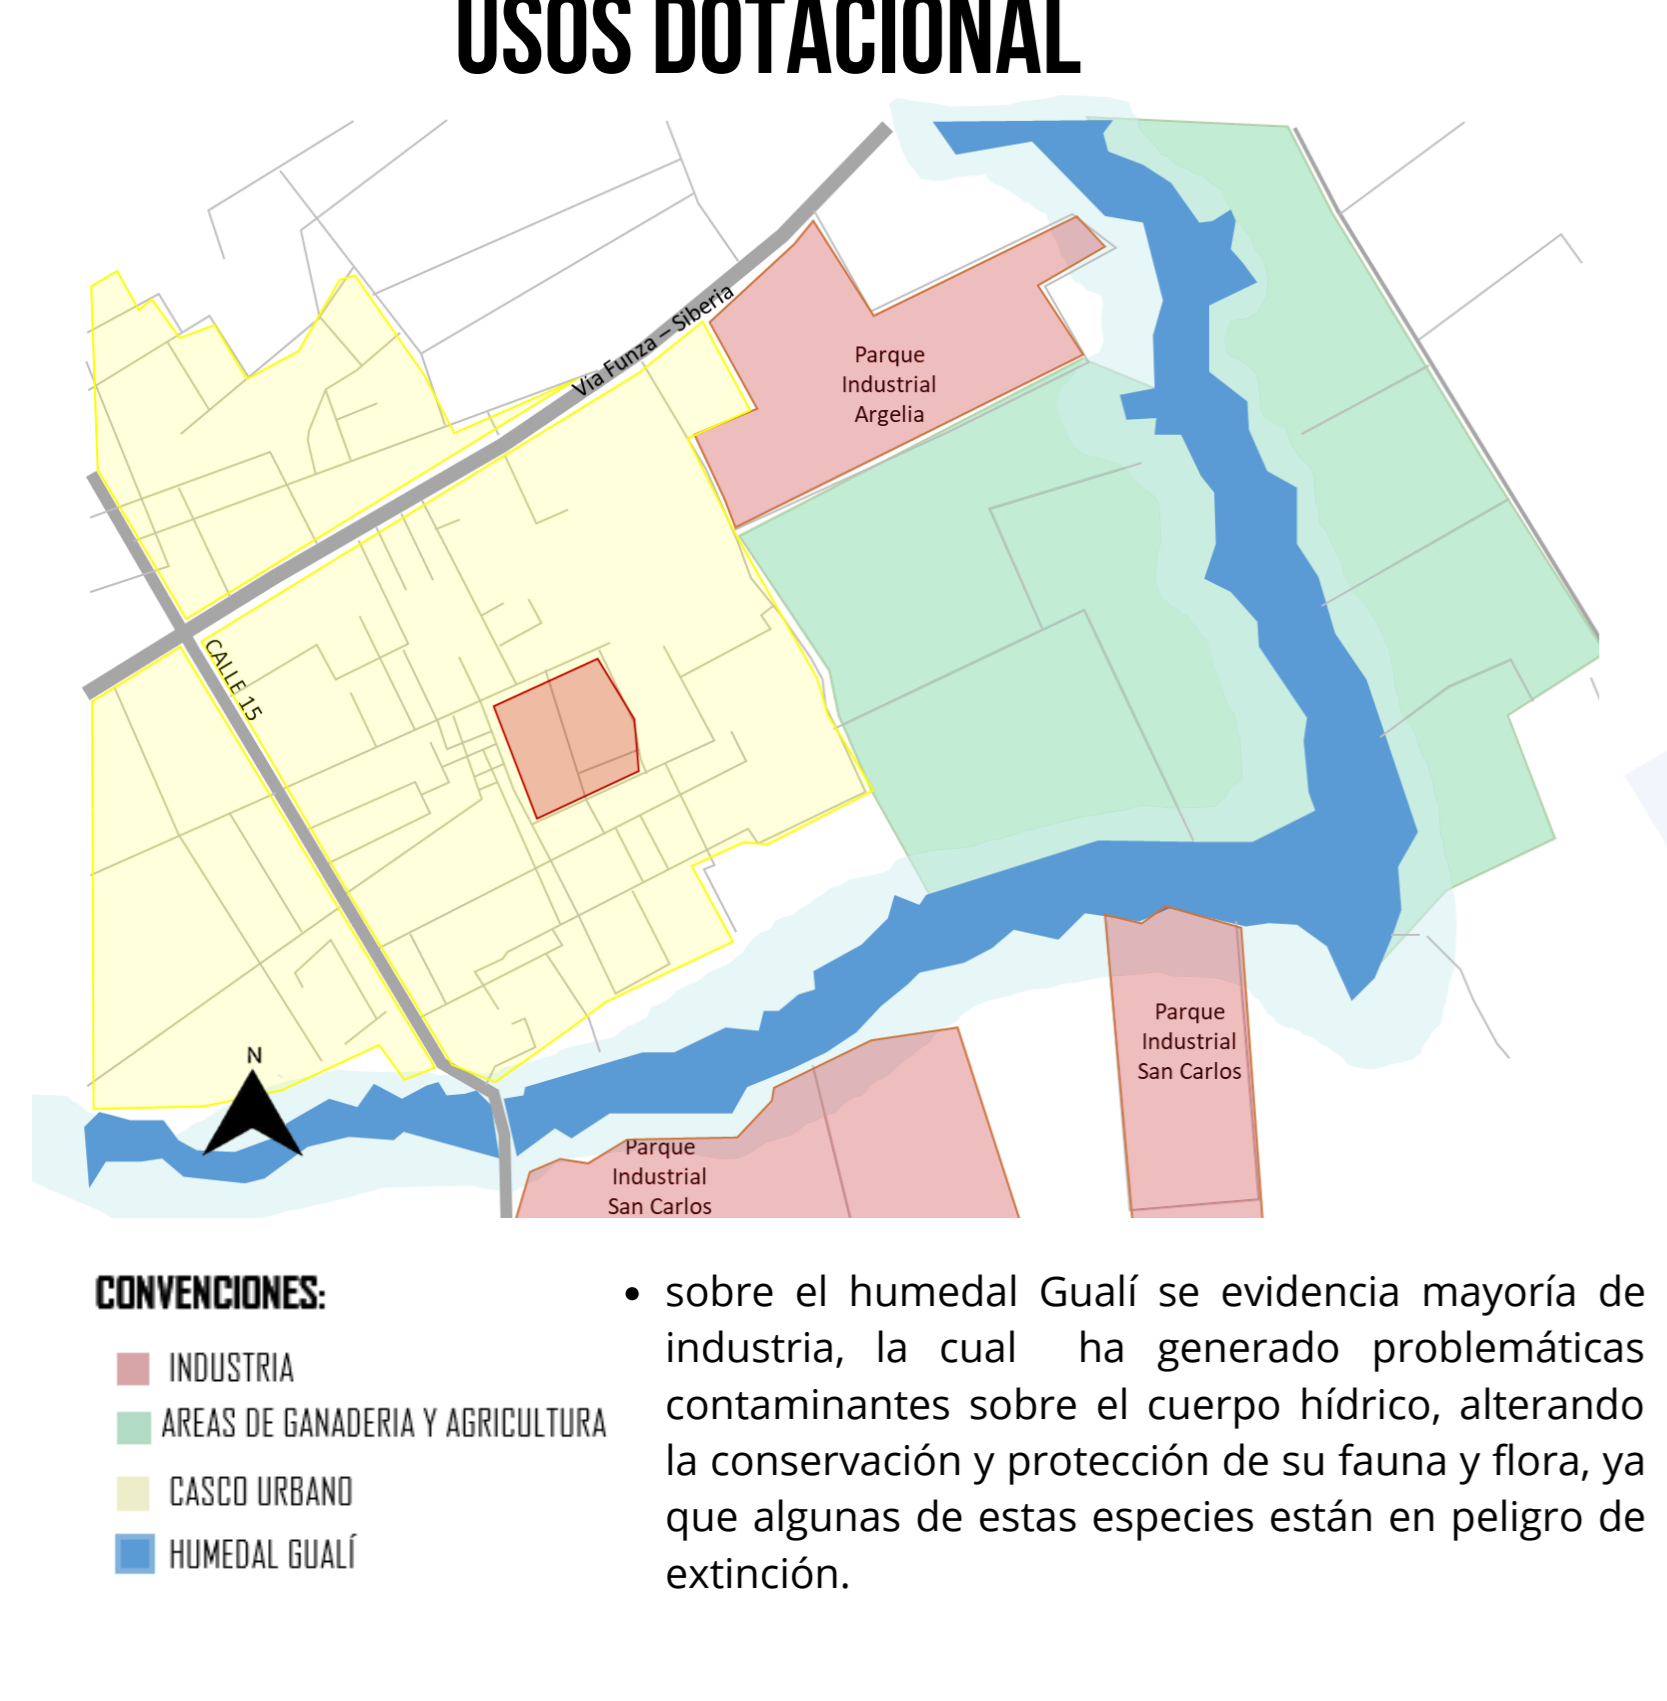 USOS DOTACIONAL
Via Funza – Siberia
Parque
Industrial
Argelia
CALLE 15
Parque
Industrial
San Carlos
N
Parque
Industrial
San Carlos
CONVENCIONES:
INDUSTRIA
AREAS DE GANADERIA Y AGRICULTURA
CASCO URBANO
HUMEDAL GUALÍ
• sobre el humedal Gualí se evidencia mayoría de
industria, la cual ha generado problemáticas
contaminantes sobre el cuerpo hídrico, alterando
la conservación y protección de su fauna y flora, ya
que algunas de estas especies están en peligro de
extinción.